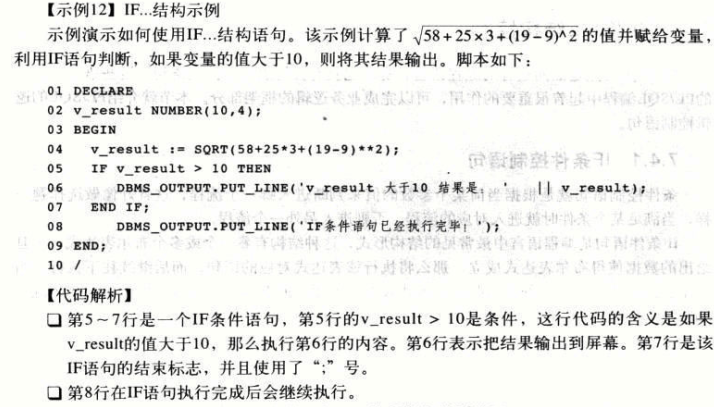 【示例12】IF...结构示例
示例演示如何使用IF...结构语句。该示例计算了√58+25×3+(19-9)^2的值并赋给变量,
利用IF语句判断,如果变量的值大于10,则将其结果输出。脚本如下:
01 DECLARE
02 v_result NUMBER(10,4);
03 BEGIN
04 v_result := SQRT(58+25*3+(19-9)**2);
05 IF v_result > 10 THEN
06 DBMS_OUTPUT.PUT_LINE('v_result 大于10 结果是: ' || v_result);
07 END IF;
08 DBMS_OUTPUT.PUT_LINE('IF条件语句已经执行完毕!');
09 END;
10 /
【代码解析】
❏ 第5~7行是一个IF条件语句,第5行的v_result > 10是条件,这行代码的含义是如果
v_result的值大于10,那么执行第6行的内容。第6行表示把结果输出到屏幕。第7行是该
IF语句的结束标志,并且使用了“;”号。
❏ 第8行在IF语句执行完成后会继续执行。